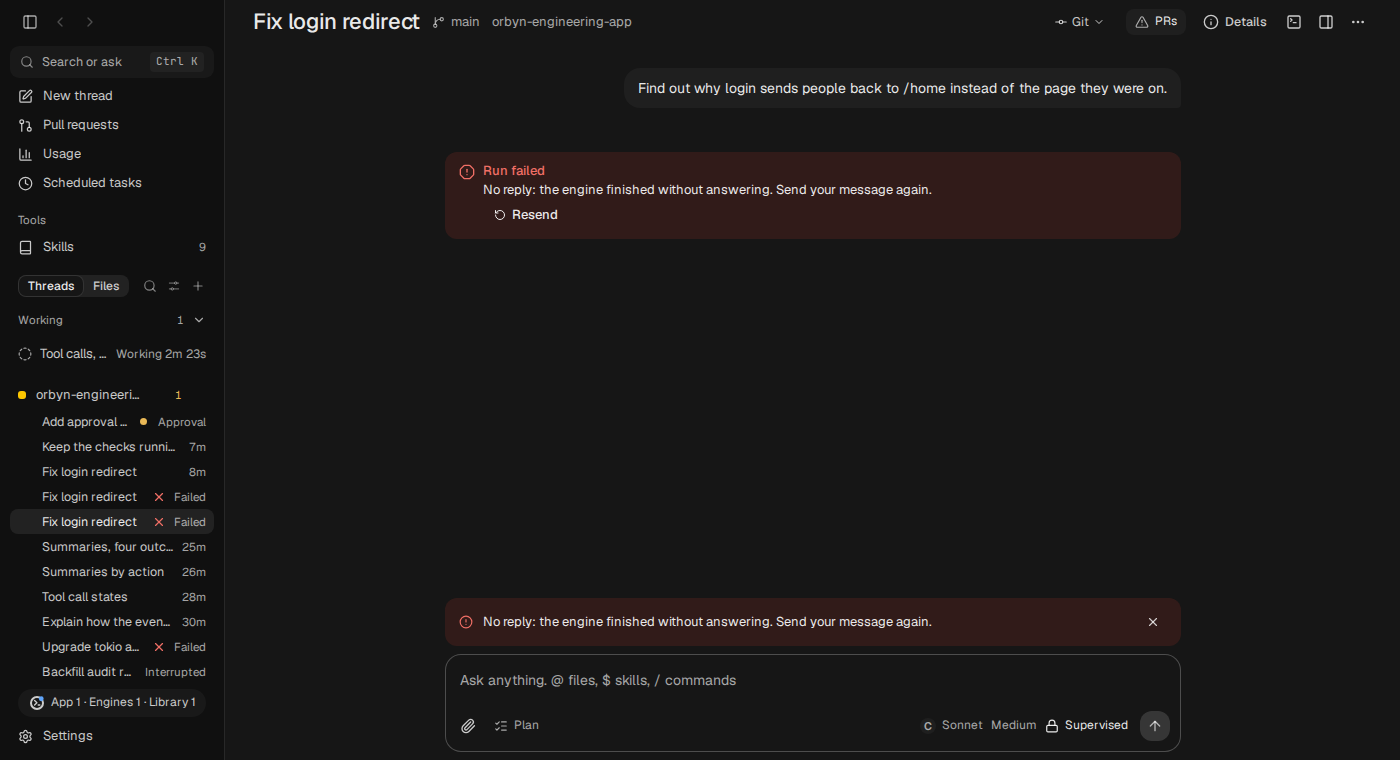 Fix login redirect
main
orbyn-engineering-app
Git
PRs
Details
Search or ask
Ctrl K
New thread
Pull requests
Usage
Scheduled tasks
Tools
Skills
9
Threads
Files
Working
1
Tool calls, …
Working 2m 23s
orbyn-engineeri…
1
Add approval …
Approval
Keep the checks runni…
7m
Fix login redirect
8m
Fix login redirect
Failed
Fix login redirect
Failed
Summaries, four outc…
25m
Summaries by action
26m
Tool call states
28m
Explain how the even…
30m
Upgrade tokio a…
Failed
Backfill audit r…
Interrupted
App 1 · Engines 1 · Library 1
Settings
Find out why login sends people back to /home instead of the page they were on.
Run failed
No reply: the engine finished without answering. Send your message again.
Resend
No reply: the engine finished without answering. Send your message again.
Ask anything. @ files, $ skills, / commands
Plan
C
Sonnet
Medium
Supervised